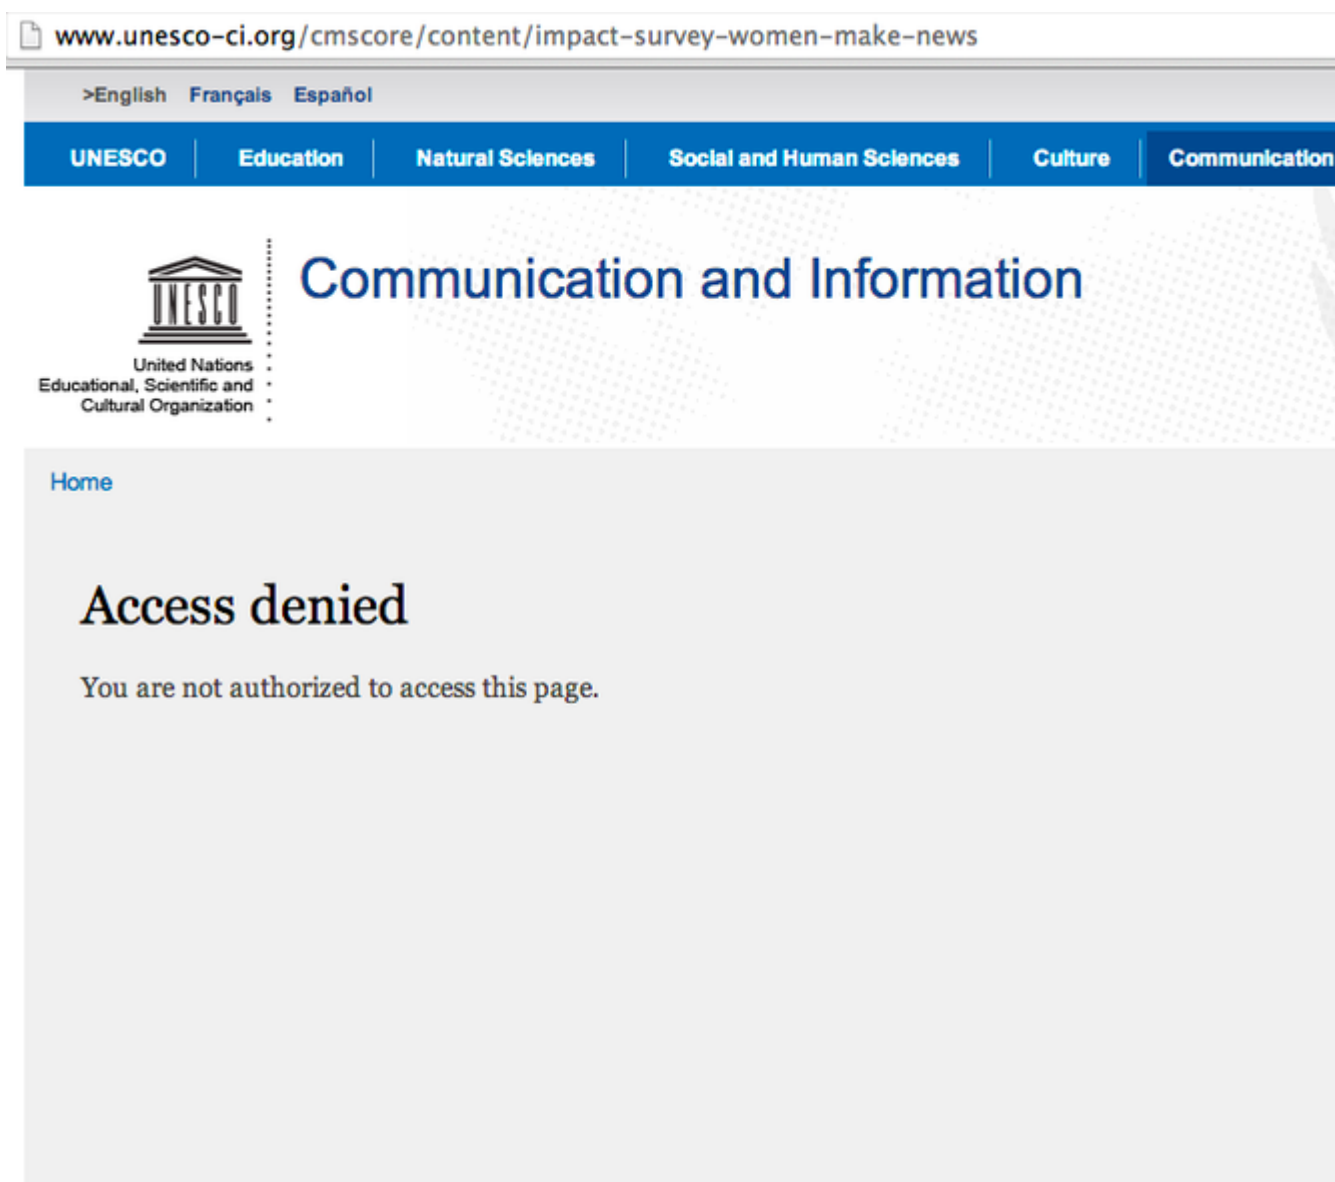 www.unesco-ci.org/cmscore/content/impact-survey-women-make-news
>English Français Español
UNESCO Education Natural Sciences Social and Human Sciences Culture Communication
Communication and Information
UNESCO
United Nations
Educational, Scientific and
Cultural Organization
Home
Access denied
You are not authorized to access this page.